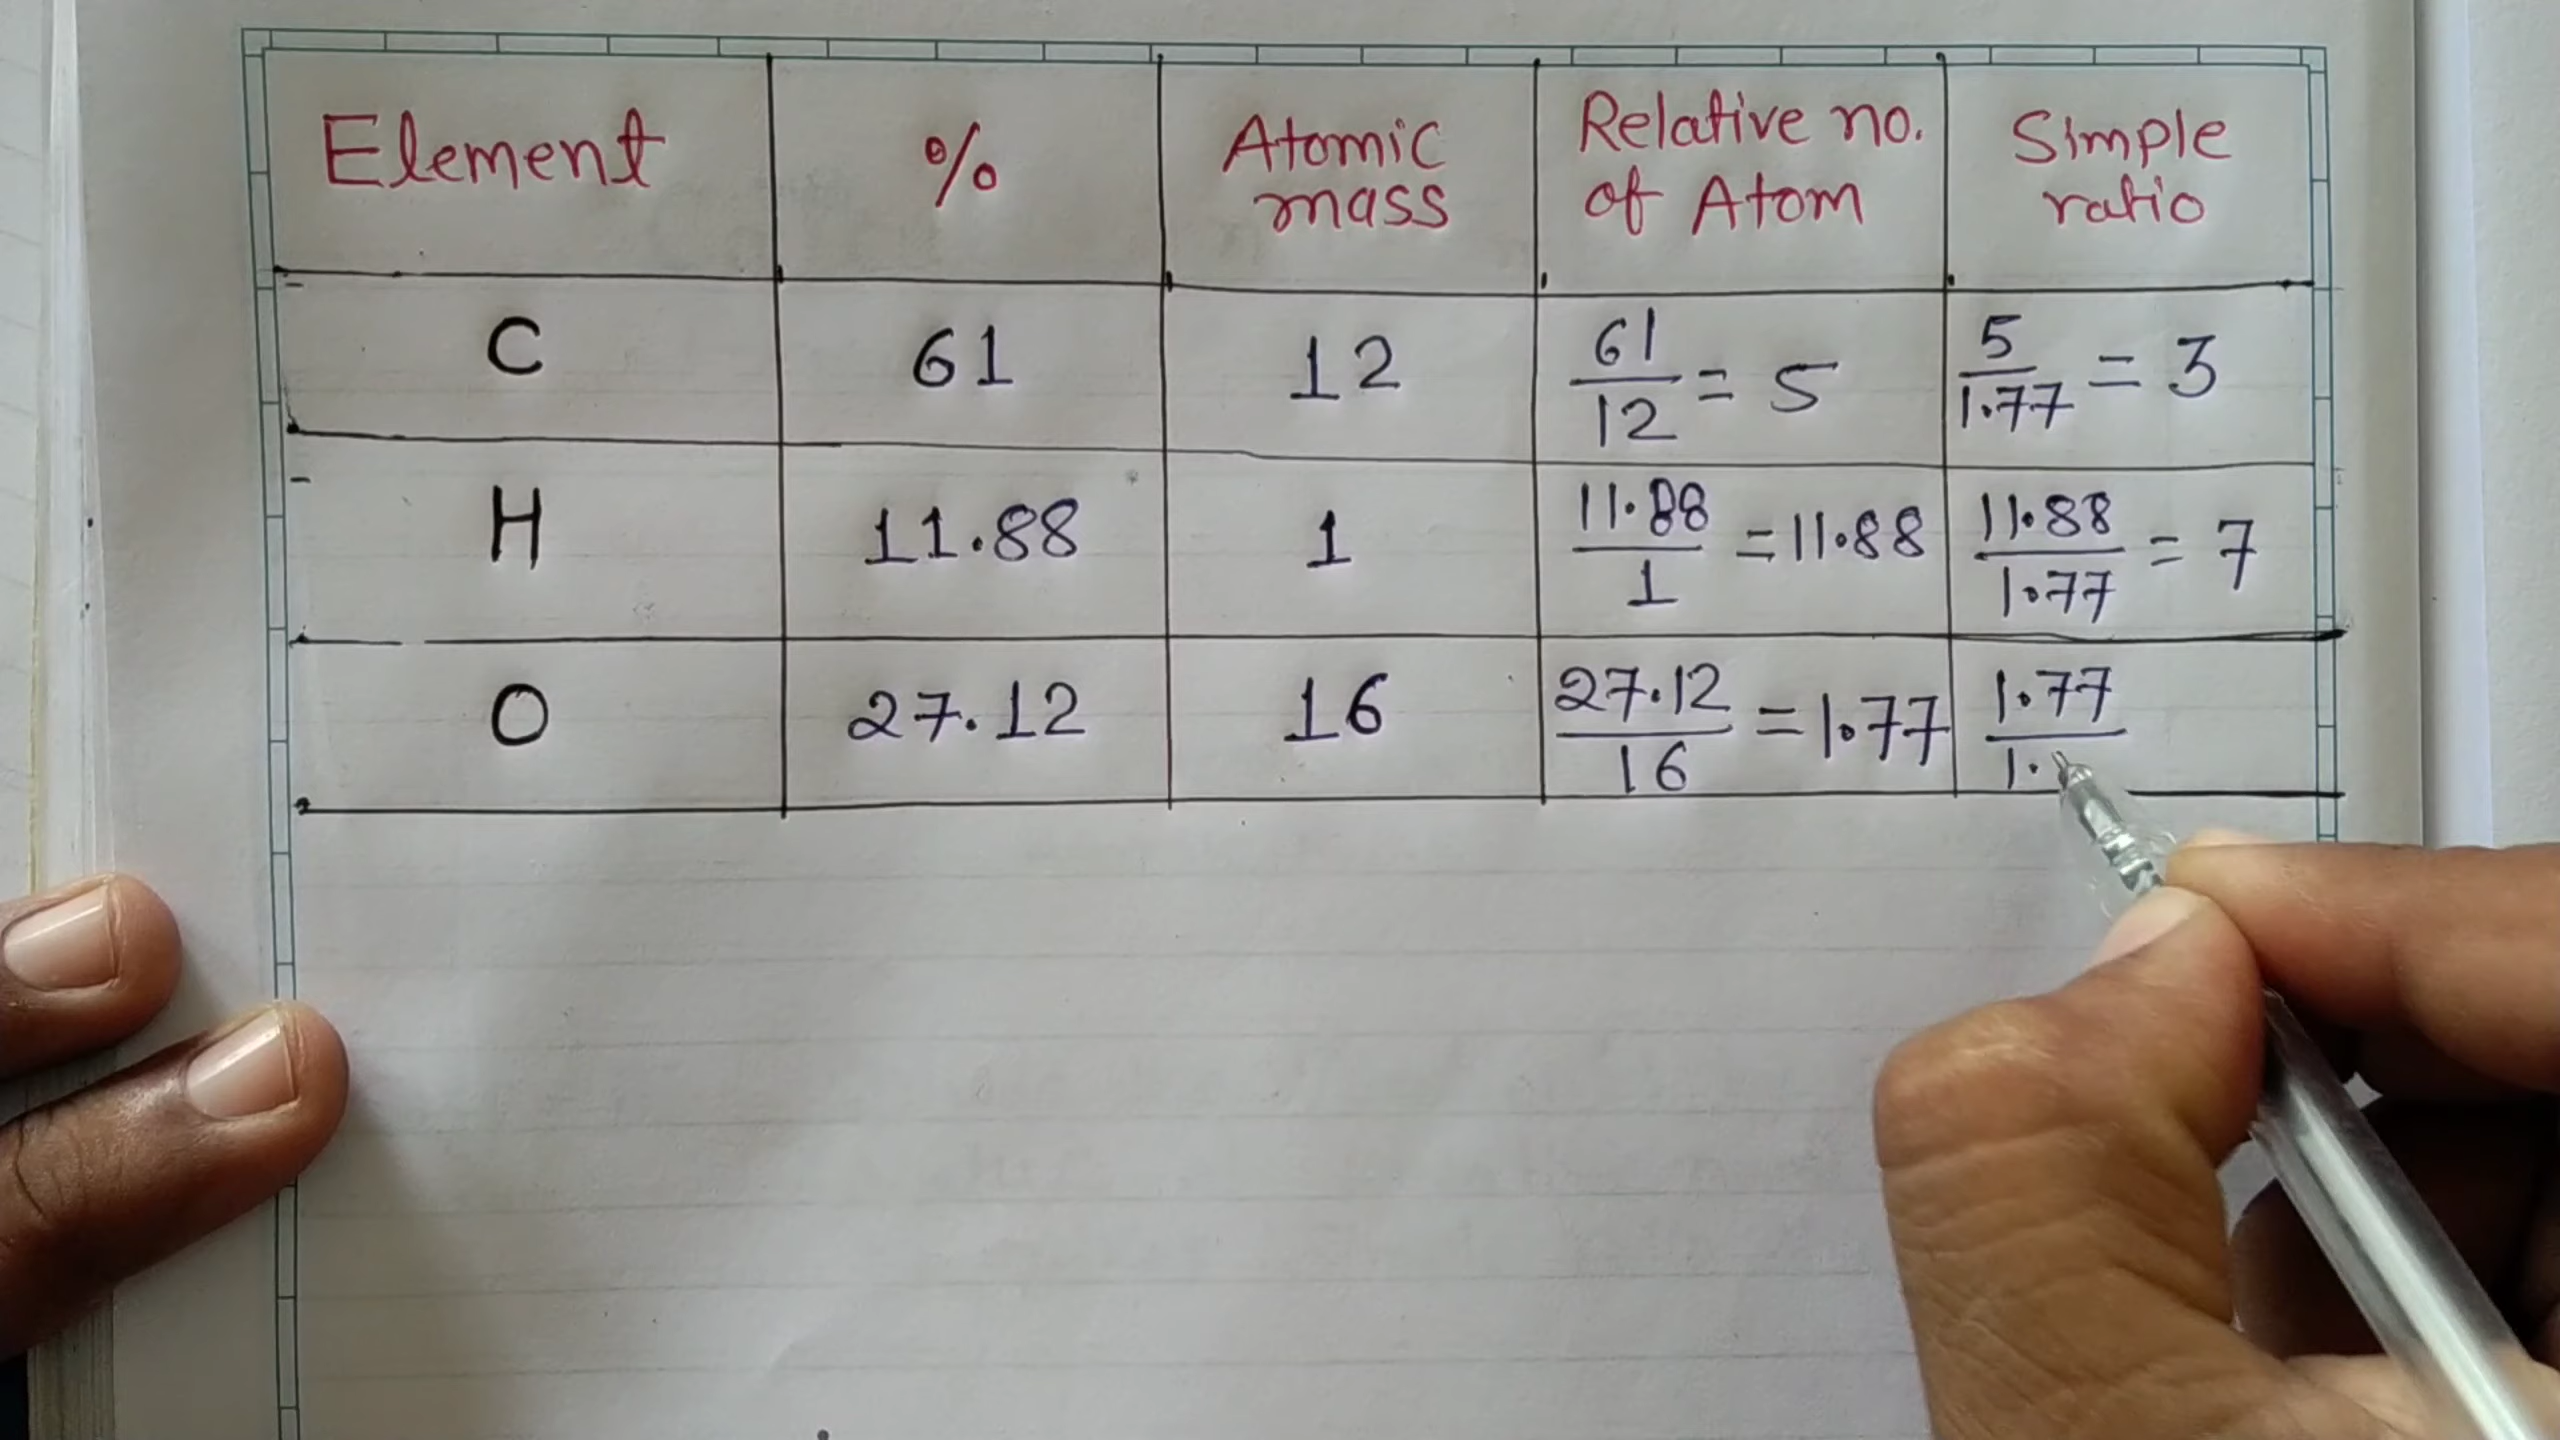 Element % Atomic mass Relative no. of Atom Simple ratio
C 61 12 61/12 = 5 5/1.77 = 3
H 11.88 1 11.88/1 = 11.88 11.88/1.77 = 7
O 27.12 16 27.12/16 = 1.77 1.77/1.